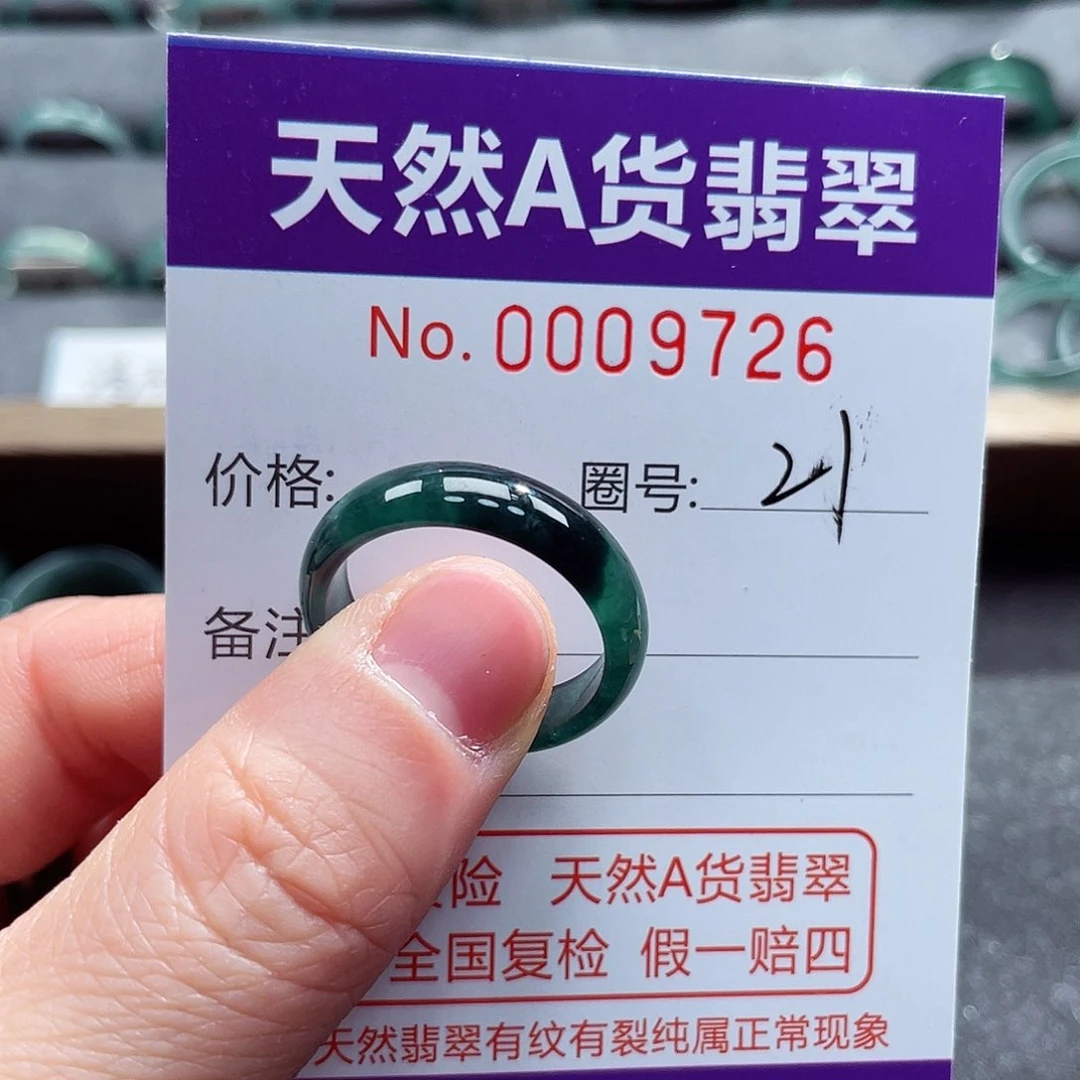 天然A货翡翠
No. 0009726
价格: 圈号: 21
备注
险 天然A货翡翠
全国复检 假一赔四
天然翡翠有纹有裂纯属正常现象